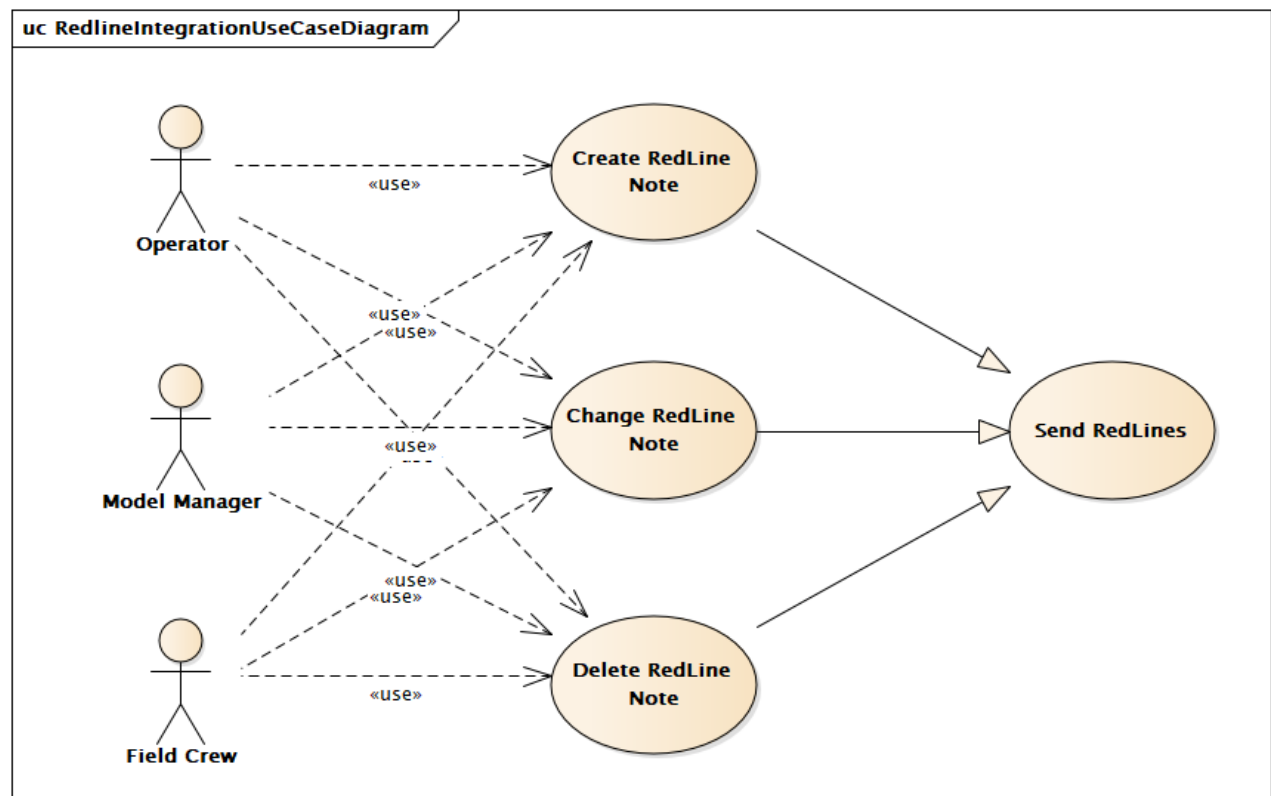 uc RedlineIntegrationUseCaseDiagram
Create RedLine
Note
«use»
Operator
«use»
«use»
Change RedLine
Note
Send RedLines
«use»
Model Manager
«use»
«use»
Delete RedLine
Note
«use»
Field Crew